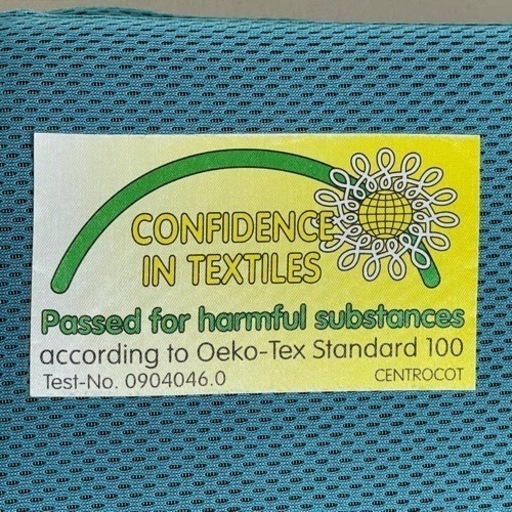 CONFIDENCE
IN TEXTILES
Passed for harmful substances
according to Oeko-Tex Standard 100
Test-No. 0904046.0 CENTROCOT